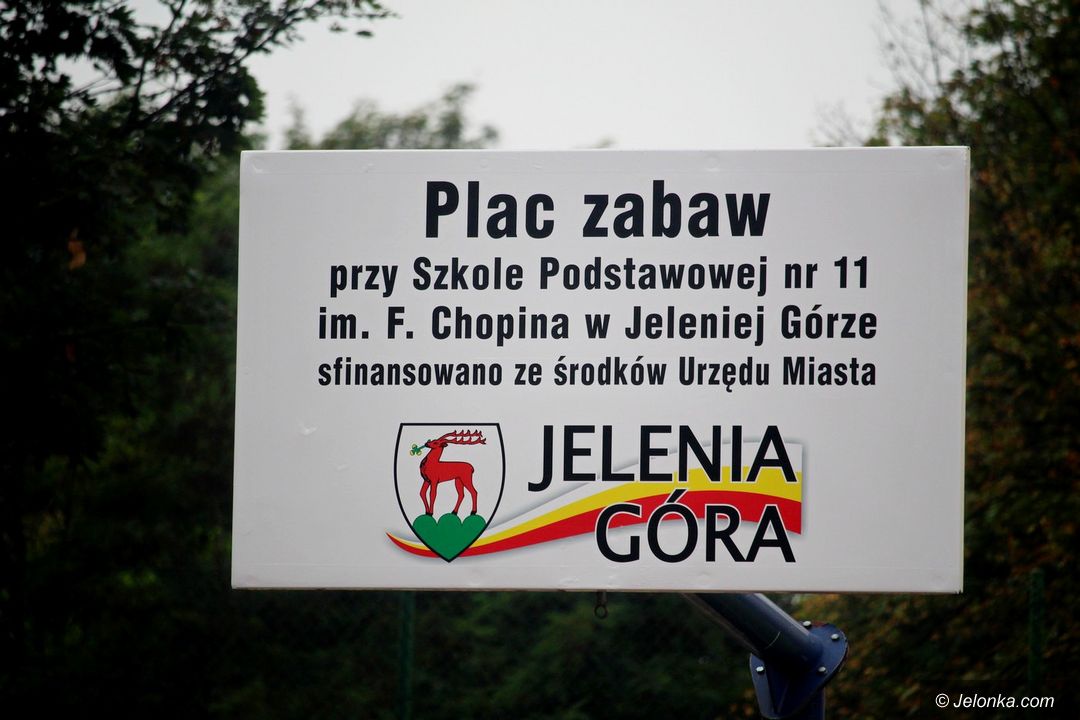 Plac zabaw
przy Szkole Podstawowej nr 11
im. F. Chopina w Jeleniej Górze
sfinansowano ze środków Urzędu Miasta
JELENIA
GÓRA
© Jelonka.com